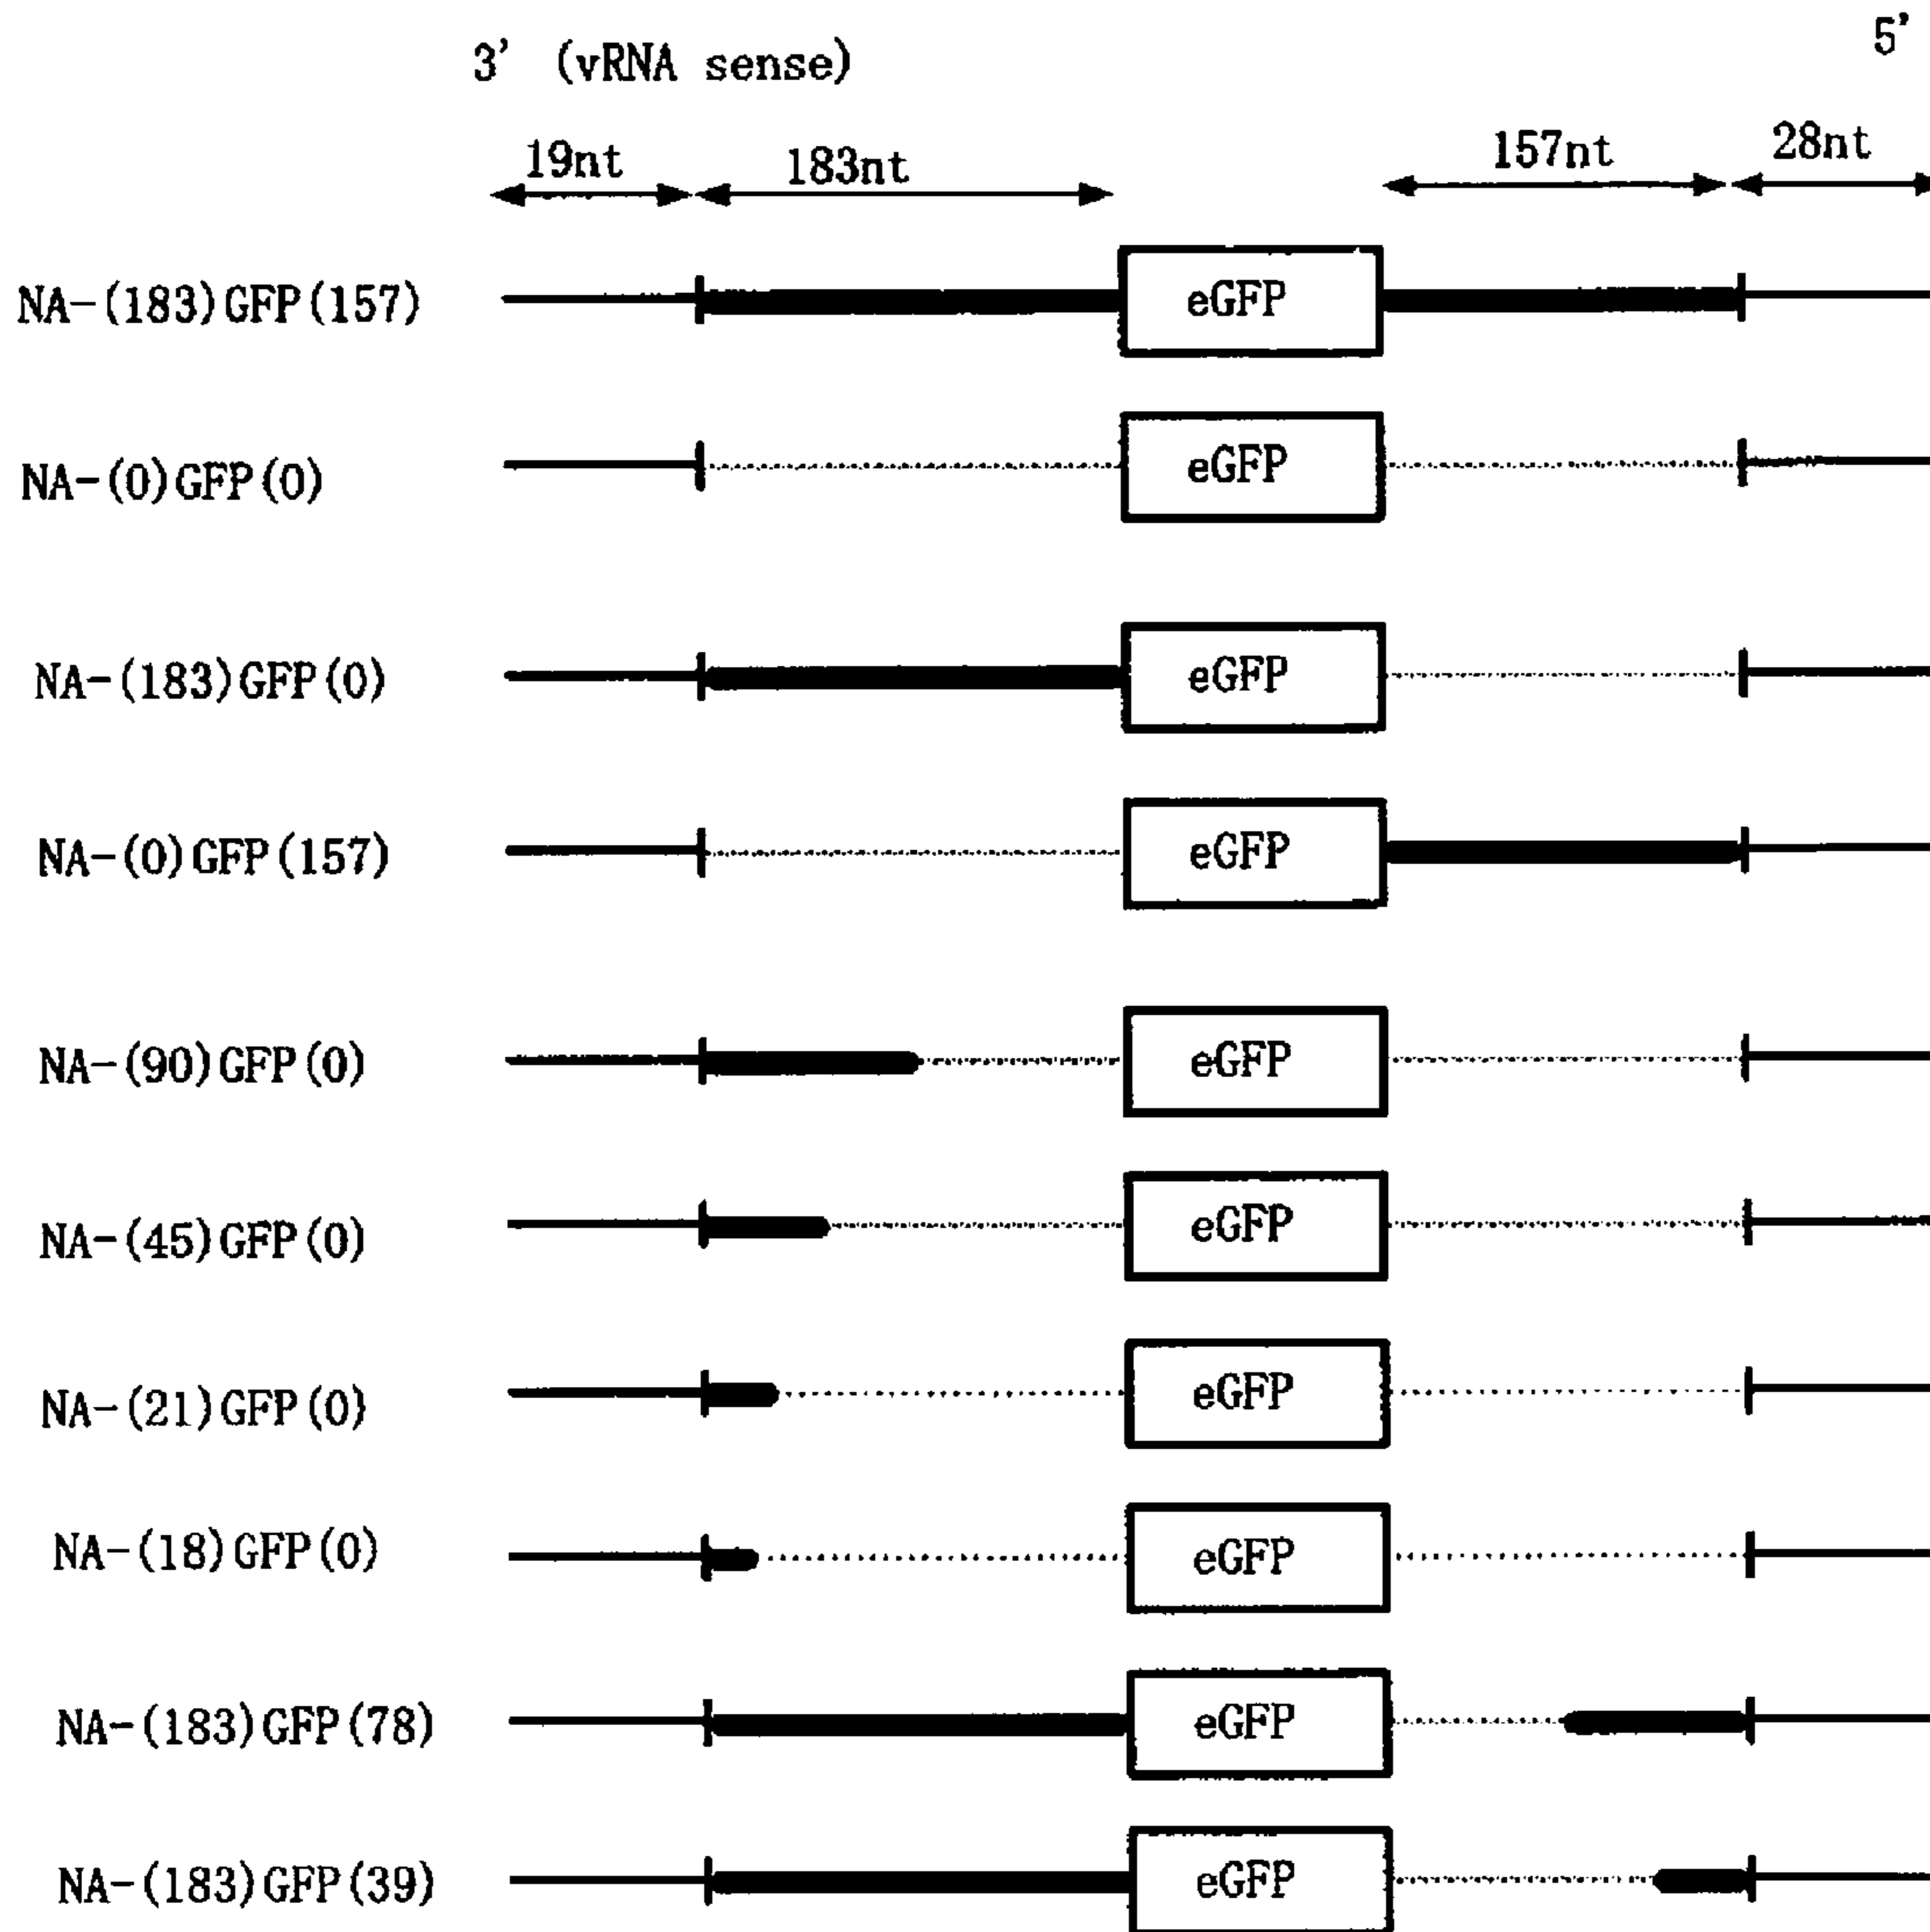 3' (vRNA sense) 5'
19nt 183nt 157nt 28nt
NA-(183)GFP(157) eGFP
NA-(0)GFP(0) eGFP
NA-(183)GFP(0) eGFP
NA-(0)GFP(157) eGFP
NA-(90)GFP(0) eGFP
NA-(45)GFP(0) eGFP
NA-(21)GFP(0) eGFP
NA-(18)GFP(0) eGFP
NA-(183)GFP(78) eGFP
NA-(183)GFP(39) eGFP